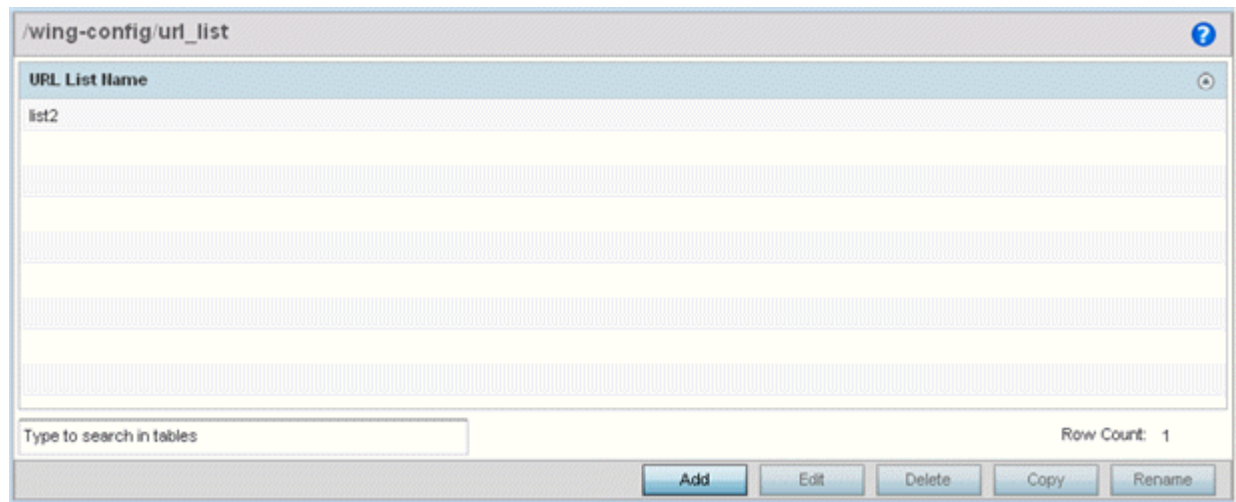 /wing-config/url_list
?
URL List Name
list2
Type to search in tables
Row Count: 1
Add Edit Delete Copy Rename